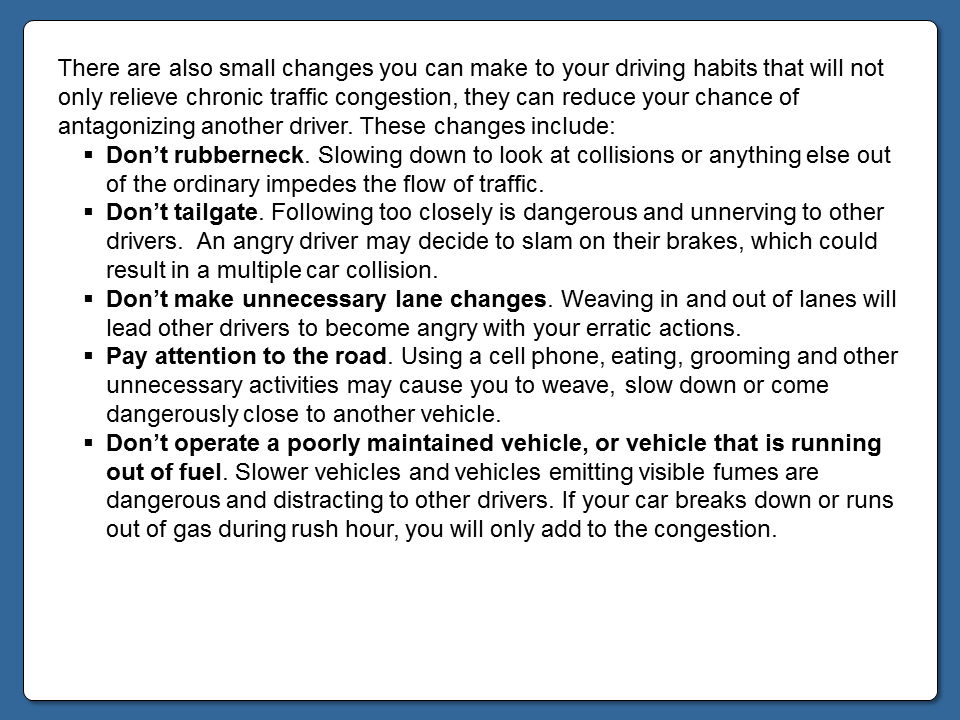 There are also small changes you can make to your driving habits that will not
only relieve chronic traffic congestion, they can reduce your chance of
antagonizing another driver. These changes include:
▪ Don’t rubberneck. Slowing down to look at collisions or anything else out
of the ordinary impedes the flow of traffic.
▪ Don’t tailgate. Following too closely is dangerous and unnerving to other
drivers.  An angry driver may decide to slam on their brakes, which could
result in a multiple car collision.
▪ Don’t make unnecessary lane changes. Weaving in and out of lanes will
lead other drivers to become angry with your erratic actions.
▪ Pay attention to the road. Using a cell phone, eating, grooming and other
unnecessary activities may cause you to weave, slow down or come
dangerously close to another vehicle.
▪ Don’t operate a poorly maintained vehicle, or vehicle that is running
out of fuel. Slower vehicles and vehicles emitting visible fumes are
dangerous and distracting to other drivers. If your car breaks down or runs
out of gas during rush hour, you will only add to the congestion.